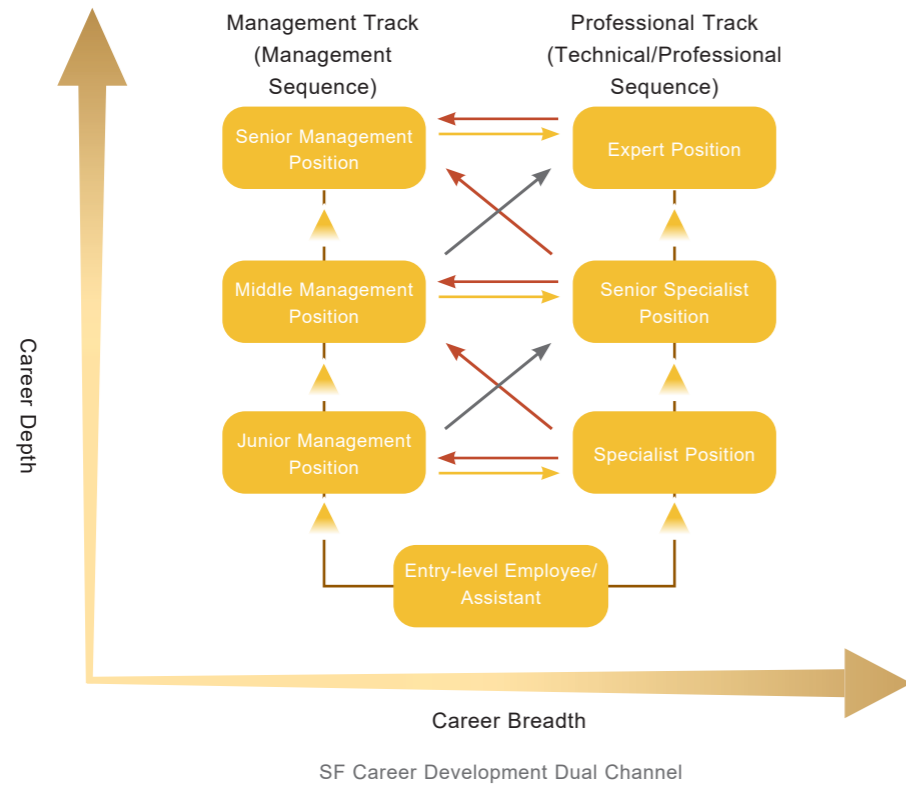 Management Track
(Management
Sequence)
Professional Track
(Technical/Professional
Sequence)
Senior Management
Position
Expert Position
Middle Management
Position
Senior Specialist
Position
Junior Management
Position
Specialist Position
Entry-level Employee/
Assistant
Career Depth
Career Breadth
SF Career Development Dual Channel